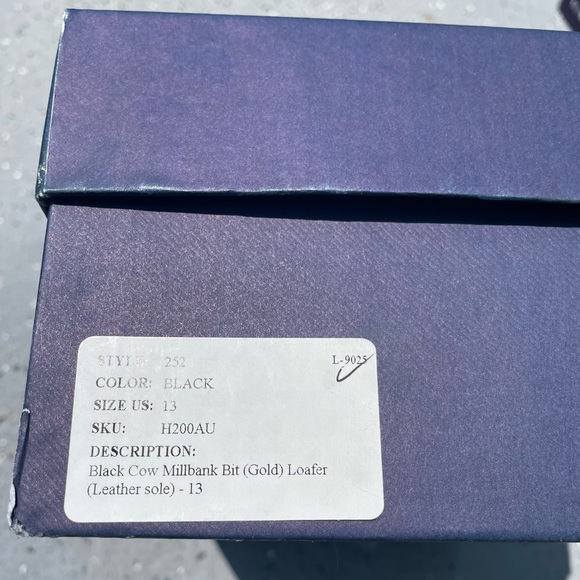 STYLE 252 L-9025
COLOR: BLACK
SIZE US: 13
SKU: H200AU
DESCRIPTION:
Black Cow Millbank Bit (Gold) Loafer
(Leather sole) - 13